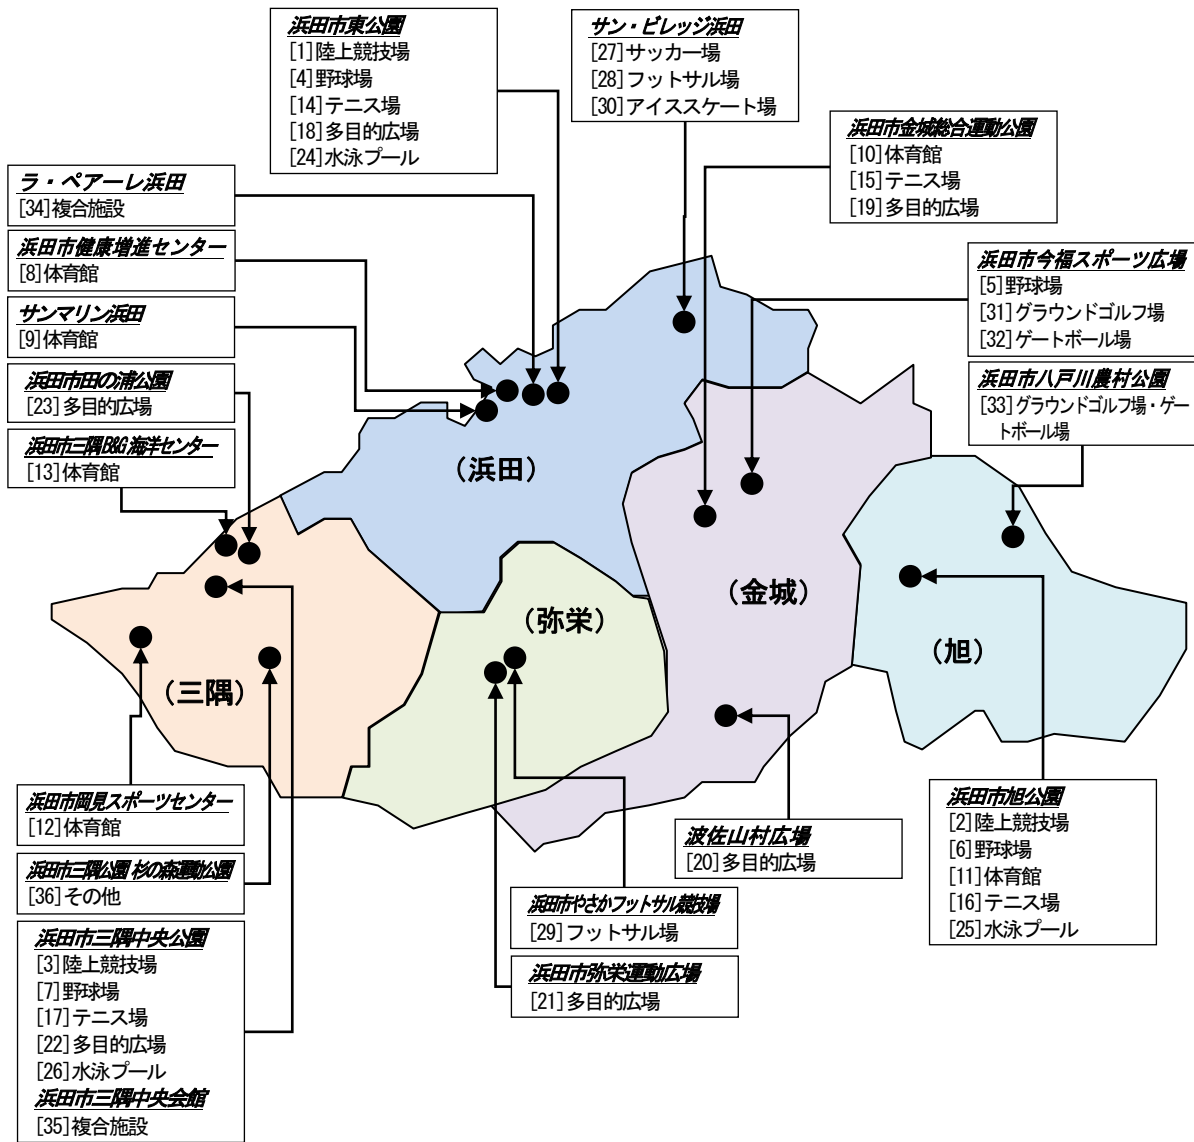 浜田市東公園
[1]陸上競技場
[4]野球場
[14]テニス場
[18]多目的広場
[24]水泳プール
サン・ビレッジ浜田
[27]サッカー場
[28]フットサル場
[30]アイススケート場
浜田市金城総合運動公園
[10]体育館
[15]テニス場
[19]多目的広場
ラ・ペアーレ浜田
[34]複合施設
浜田市健康増進センター
[8]体育館
サンマリン浜田
[9]体育館
浜田市田の浦公園
[23]多目的広場
浜田市三隅B&G海洋センター
[13]体育館
浜田市今福スポーツ広場
[5]野球場
[31]グラウンドゴルフ場
[32]ゲートボール場
浜田市八戸川農村公園
[33]グラウンドゴルフ場・ゲー
トボール場
(浜田)
(金城)
(弥栄)
(旭)
(三隅)
浜田市岡見スポーツセンター
[12]体育館
浜田市三隅公園 杉の森運動公園
[36]その他
浜田市三隅中央公園
[3]陸上競技場
[7]野球場
[17]テニス場
[22]多目的広場
[26]水泳プール
浜田市三隅中央会館
[35]複合施設
浜田市やさかフットサル競技場
[29]フットサル場
浜田市弥栄運動広場
[21]多目的広場
波佐山村広場
[20]多目的広場
浜田市旭公園
[2]陸上競技場
[6]野球場
[11]体育館
[16]テニス場
[25]水泳プール